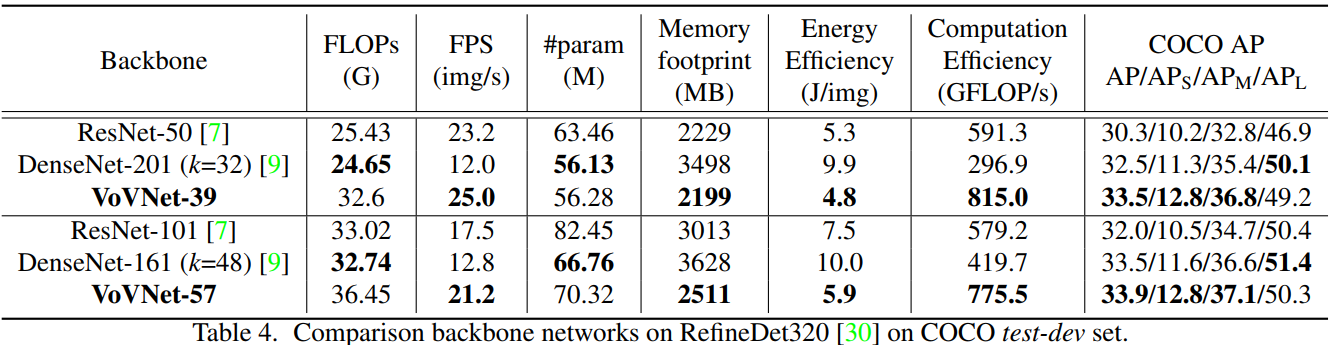 Backbone FLOPs (G) FPS (img/s) #param (M) Memory footprint (MB) Energy Efficiency (J/img) Computation Efficiency (GFLOP/s) COCO AP AP/APS/APM/APL
ResNet-50 [7] 25.43 23.2 63.46 2229 5.3 591.3 30.3/10.2/32.8/46.9
DenseNet-201 (k=32) [9] 24.65 12.0 56.13 3498 9.9 296.9 32.5/11.3/35.4/50.1
VoVNet-39 32.6 25.0 56.28 2199 4.8 815.0 33.5/12.8/36.8/49.2
ResNet-101 [7] 33.02 17.5 82.45 3013 7.5 579.2 32.0/10.5/34.7/50.4
DenseNet-161 (k=48) [9] 32.74 12.8 66.76 3628 10.0 419.7 33.5/11.6/36.6/51.4
VoVNet-57 36.45 21.2 70.32 2511 5.9 775.5 33.9/12.8/37.1/50.3
Table 4. Comparison backbone networks on RefineDet320 [30] on COCO test-dev set.